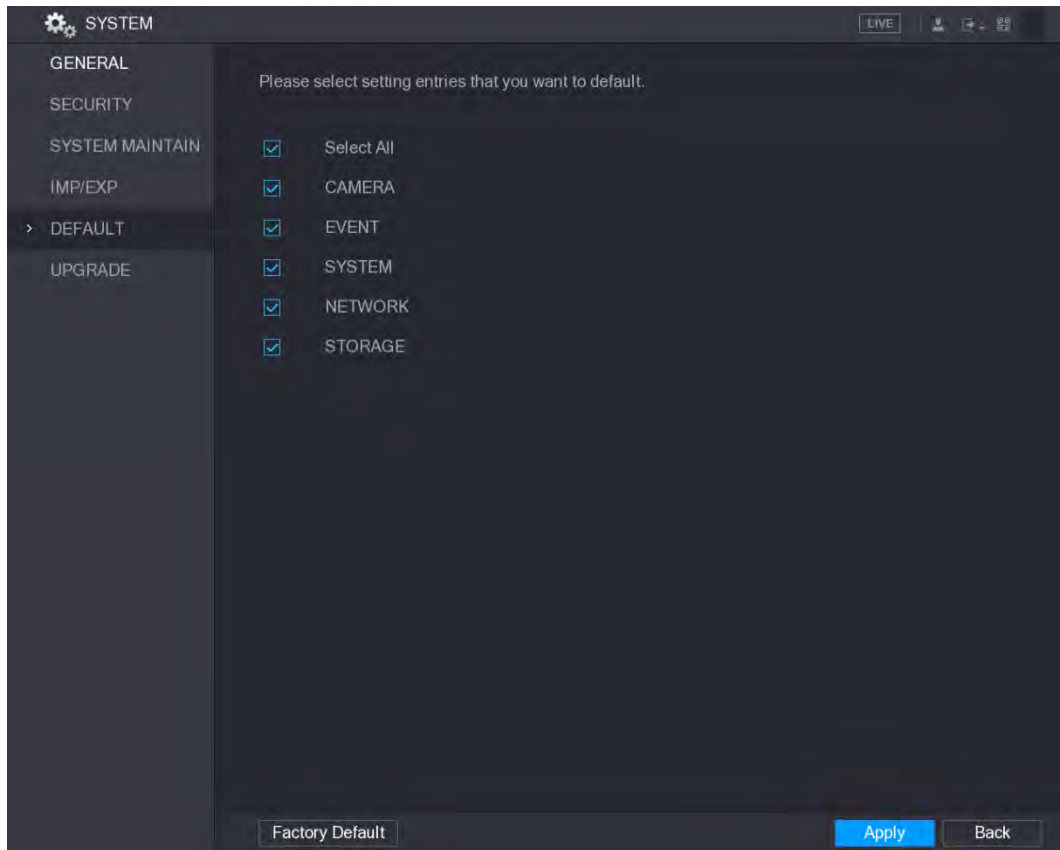 SYSTEM
LIVE
GENERAL
SECURITY
SYSTEM MAINTAIN
IMP/EXP
DEFAULT
UPGRADE
Please select setting entries that you want to default.
Select All
CAMERA
EVENT
SYSTEM
NETWORK
STORAGE
Factory Default
Apply
Back